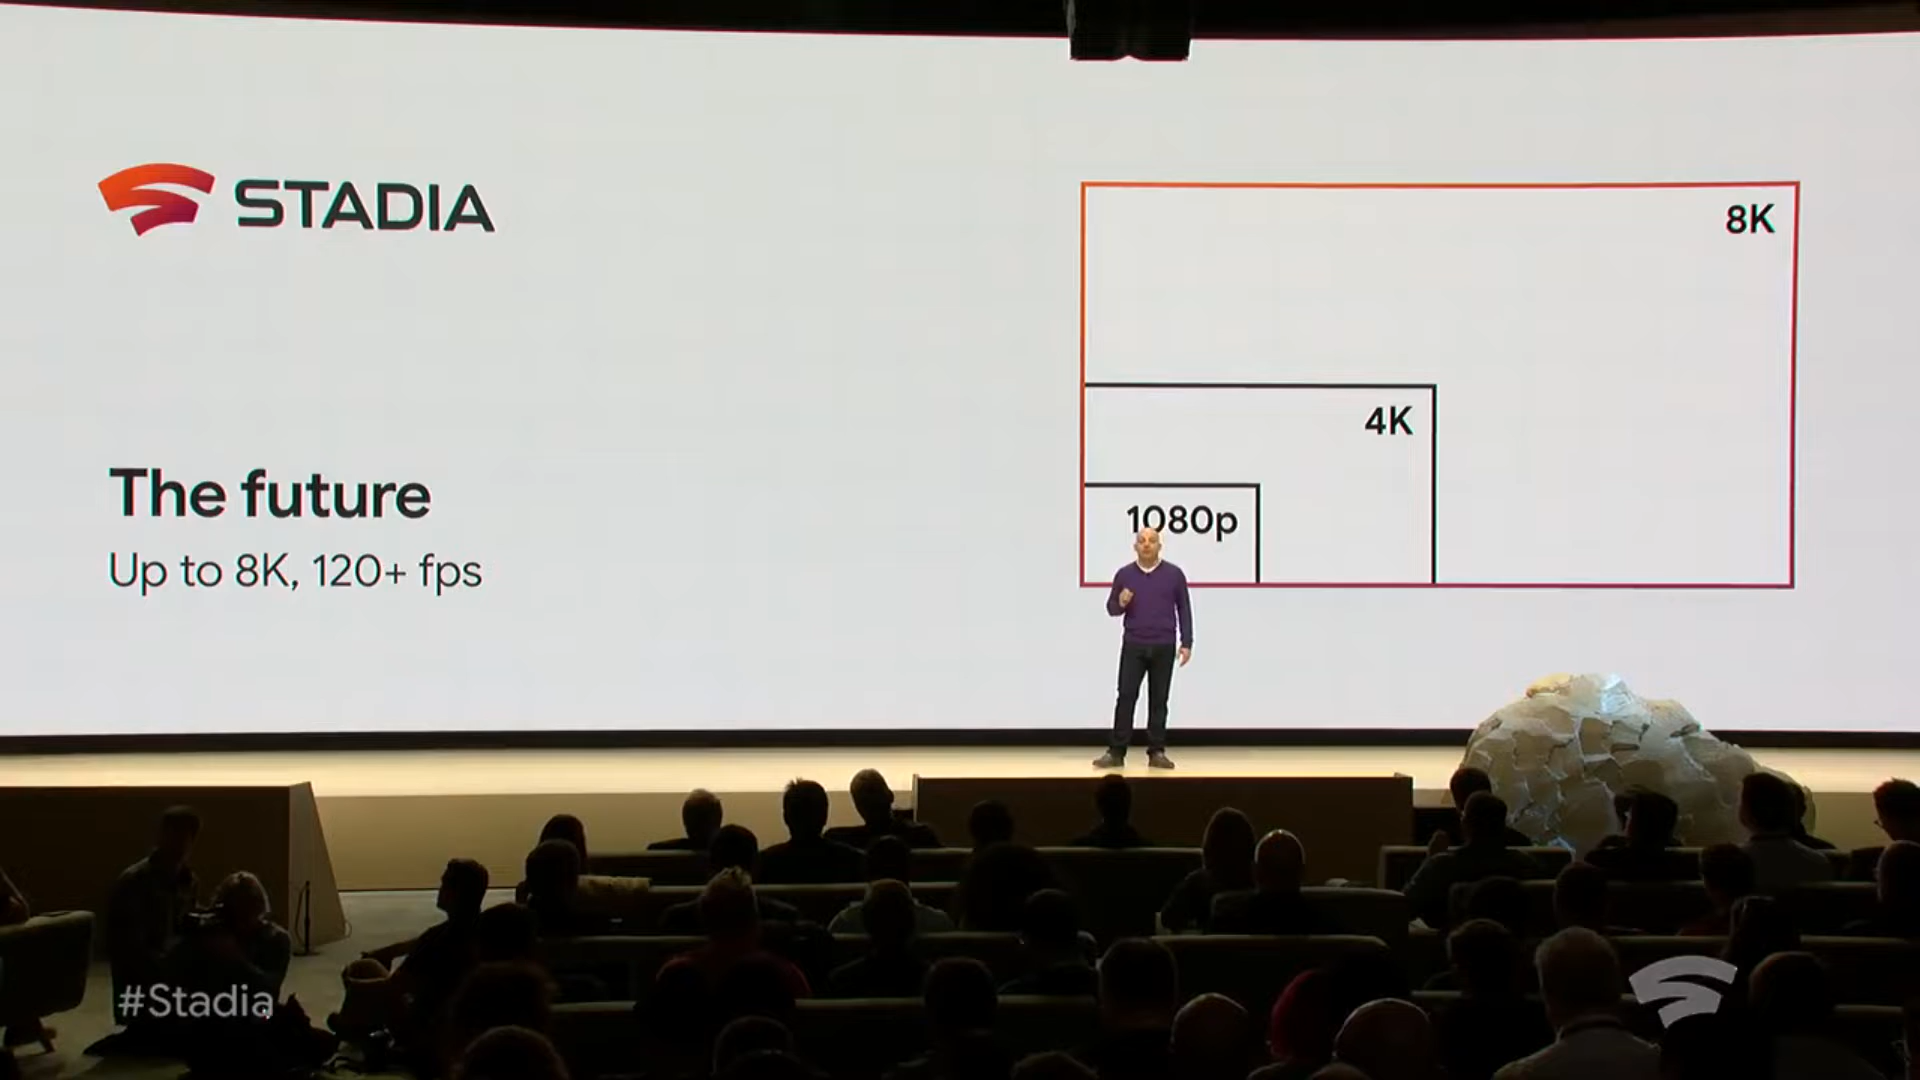 STADIA
The future
Up to 8K, 120+ fps
8K
4K
1080p
#Stadia